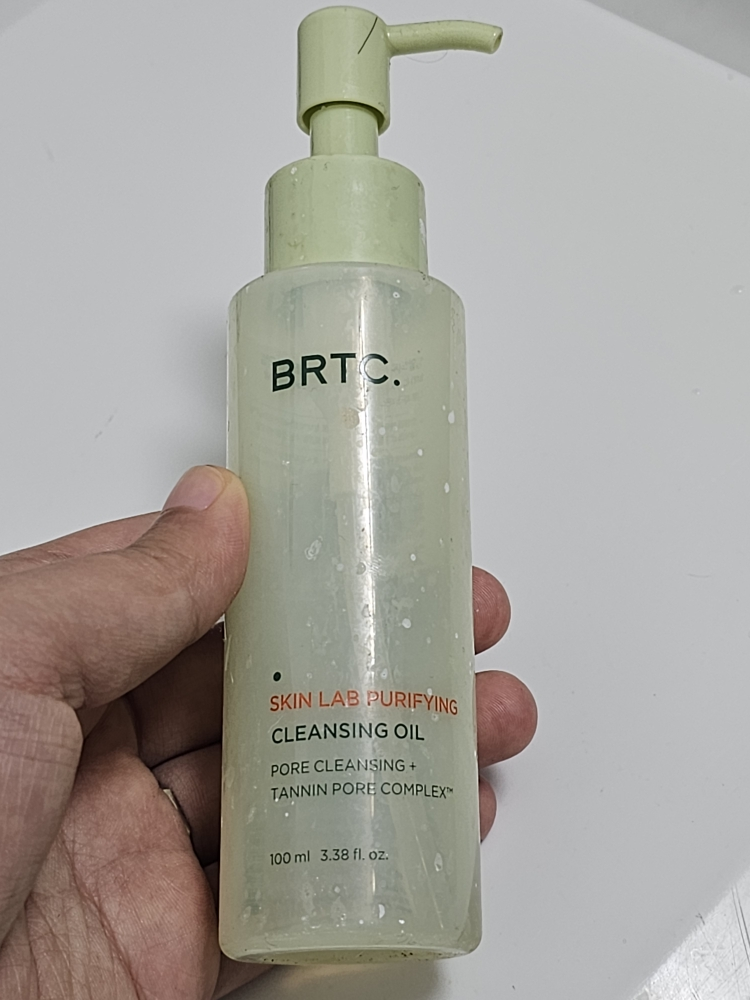 BRTC.
SKIN LAB PURIFYING
CLEANSING OIL
PORE CLEANSING +
TANNIN PORE COMPLEX™
100 ml 3.38 fl. oz.